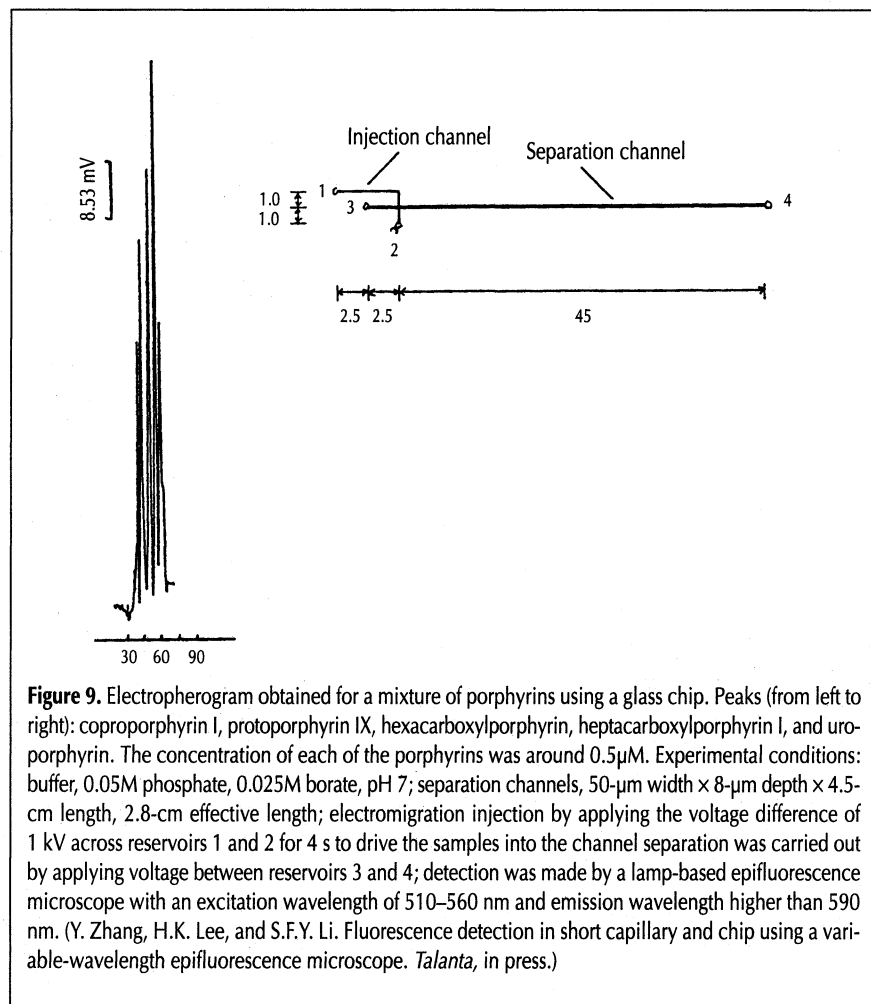 8.53 mV
Injection channel
Separation channel
1.0
1.0
1
3
2
4
2.5 2.5 45
30 60 90
Figure 9. Electropherogram obtained for a mixture of porphyrins using a glass chip. Peaks (from left to
right): coproporphyrin I, protoporphyrin IX, hexacarboxylporphyrin, heptacarboxylporphyrin I, and uro-
porphyrin. The concentration of each of the porphyrins was around 0.5µM. Experimental conditions:
buffer, 0.05M phosphate, 0.025M borate, pH 7; separation channels, 50-µm width × 8-µm depth × 4.5-
cm length, 2.8-cm effective length; electromigration injection by applying the voltage difference of
1 kV across reservoirs 1 and 2 for 4 s to drive the samples into the channel separation was carried out
by applying voltage between reservoirs 3 and 4; detection was made by a lamp-based epifluorescence
microscope with an excitation wavelength of 510–560 nm and emission wavelength higher than 590
nm. (Y. Zhang, H.K. Lee, and S.F.Y. Li. Fluorescence detection in short capillary and chip using a vari-
able-wavelength epifluorescence microscope. Talanta, in press.)